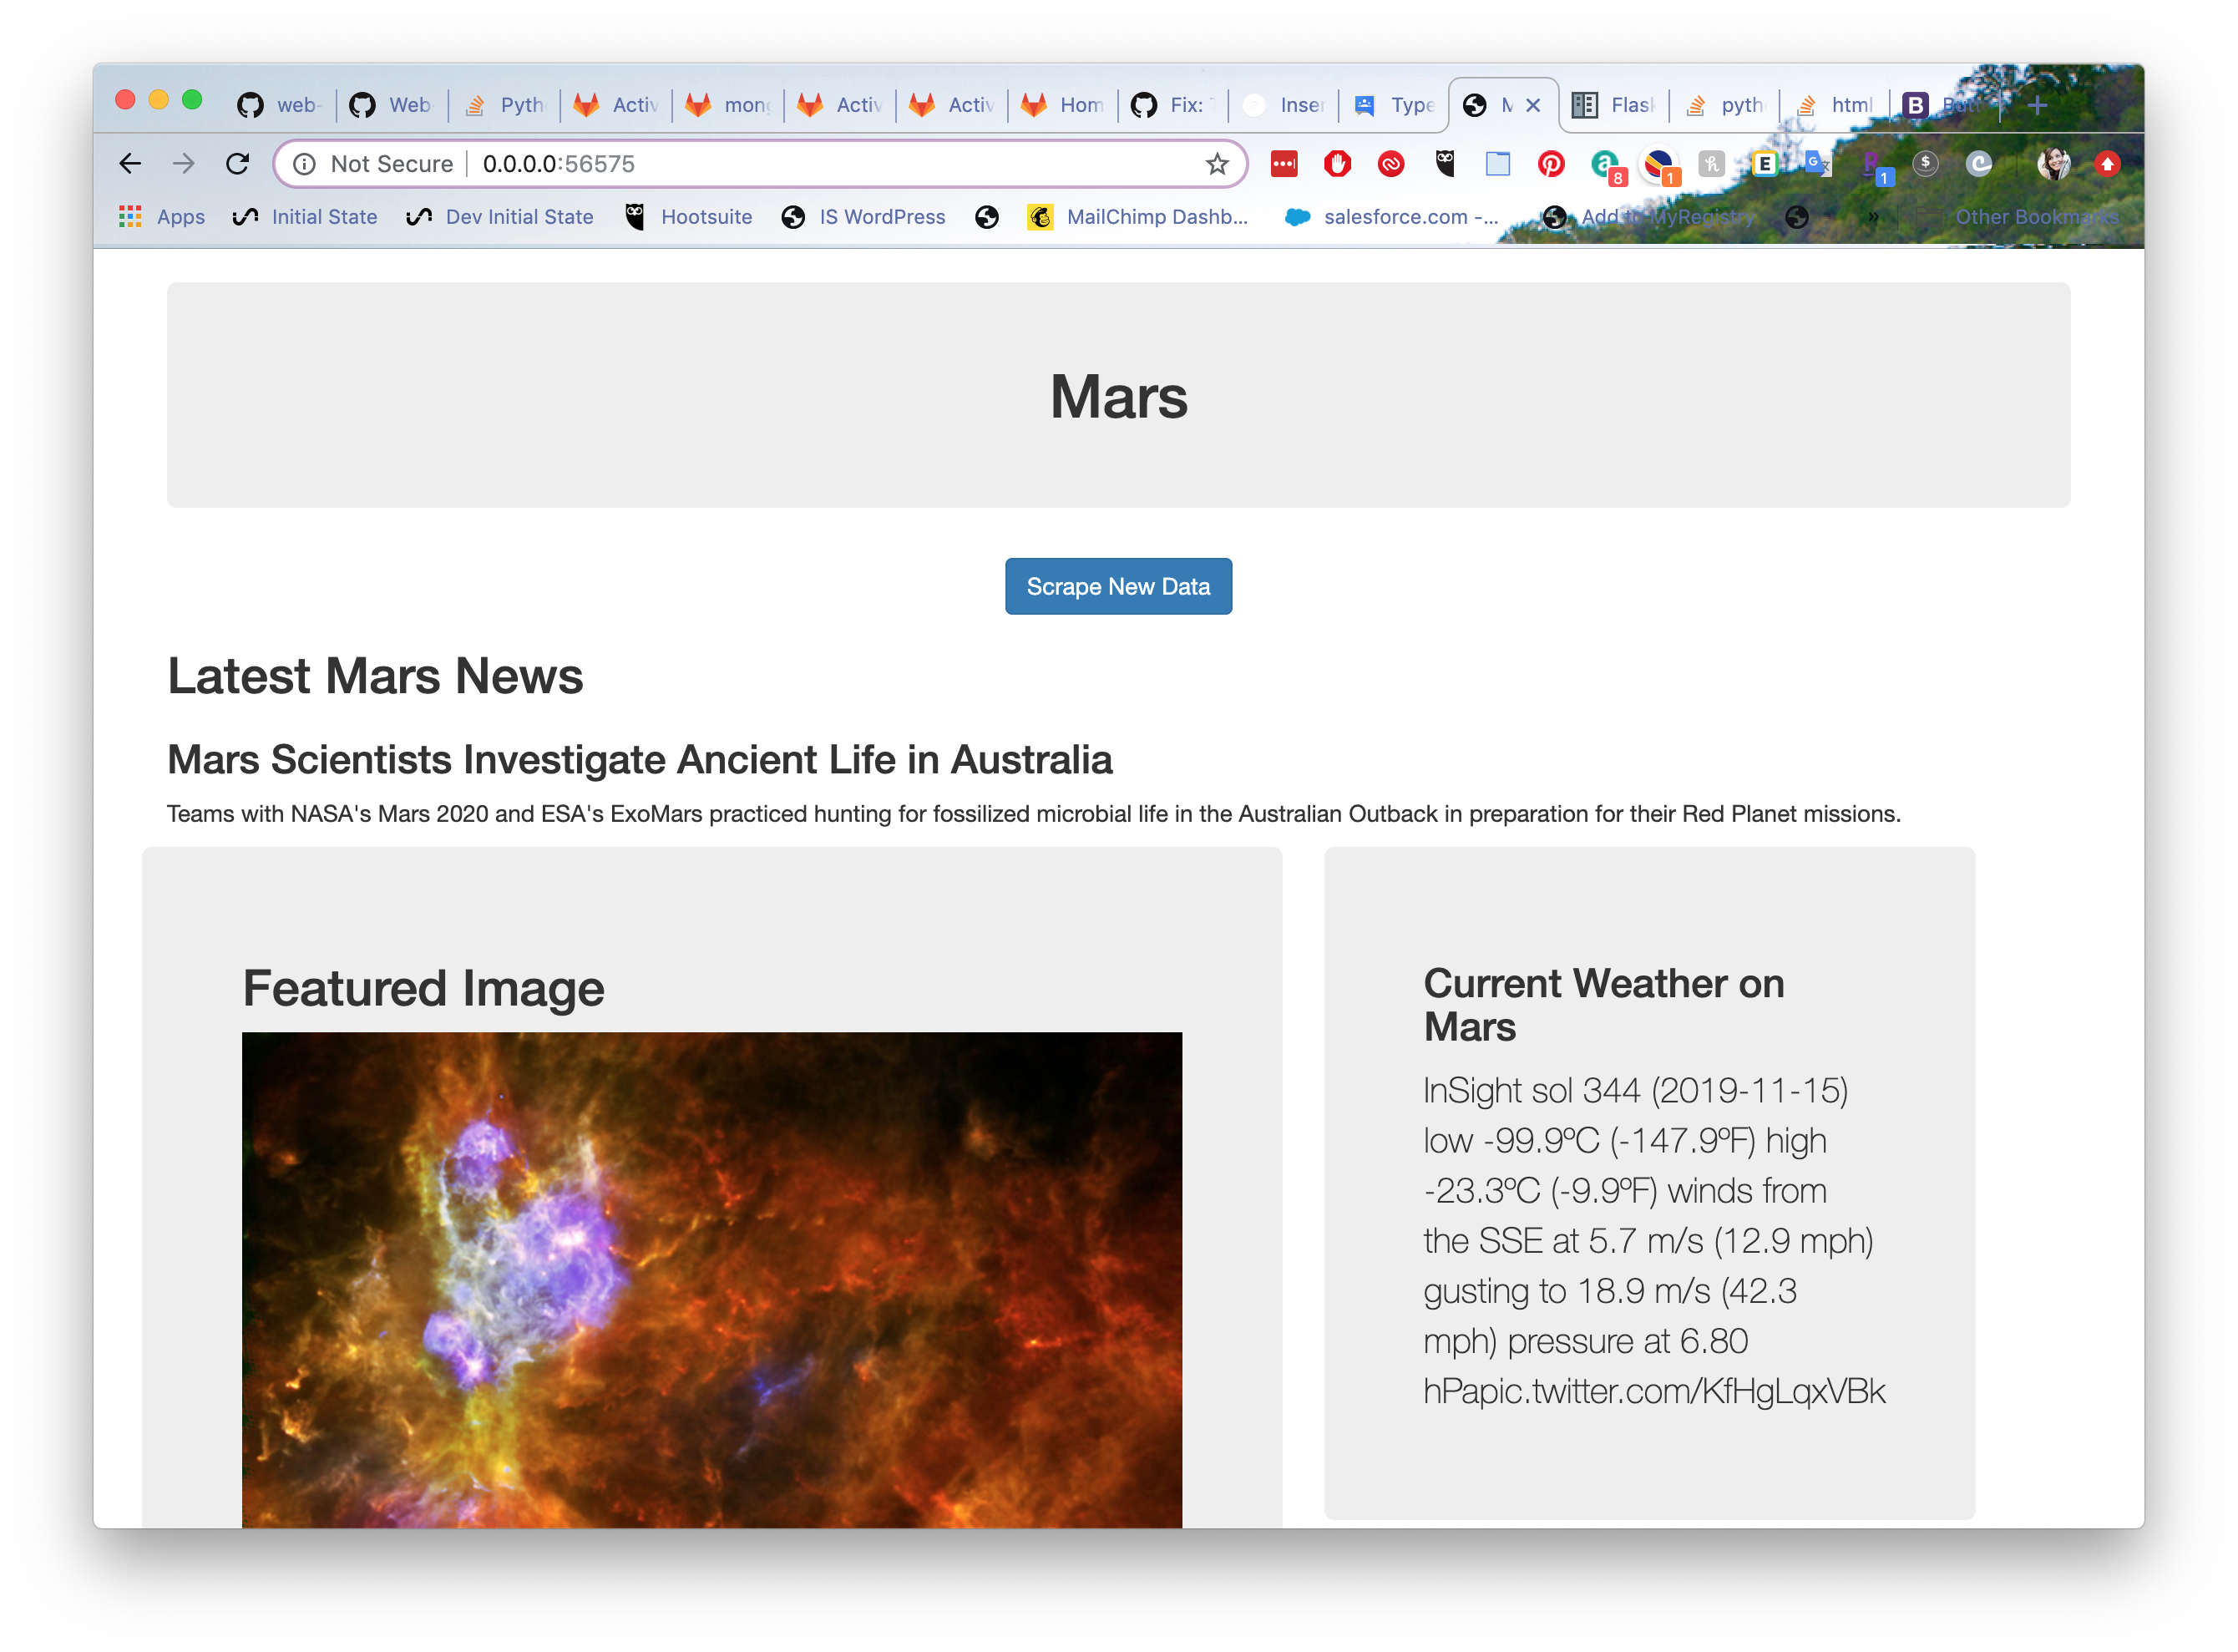 web-
Web
Pyth
Activ
mon
Activ
Activ
Hom
Fix:
Inser
Type
M
Flas
pyth
html
B
Not Secure
0.0.0.0:56575
8
1
E
1
$
Apps
Initial State
Dev Initial State
Hootsuite
IS WordPress
MailChimp Dashb...
salesforce.com -...
Add to MyRegistry
»
Other Bookmarks
Mars
Scrape New Data
Latest Mars News
Mars Scientists Investigate Ancient Life in Australia
Teams with NASA's Mars 2020 and ESA's ExoMars practiced hunting for fossilized microbial life in the Australian Outback in preparation for their Red Planet missions.
Featured Image
Current Weather on
Mars
InSight sol 344 (2019-11-15)
low -99.9ºC (-147.9ºF) high
-23.3ºC (-9.9ºF) winds from
the SSE at 5.7 m/s (12.9 mph)
gusting to 18.9 m/s (42.3
mph) pressure at 6.80
hPapic.twitter.com/KfHgLqxVBk